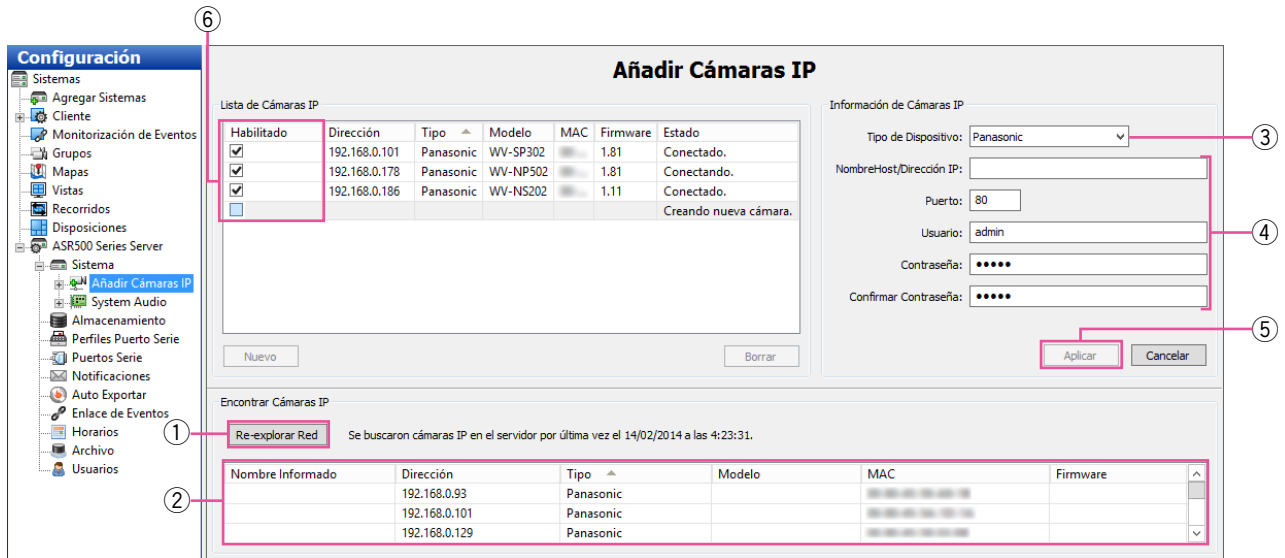 ⑥
Configuración
Sistemas
Agregar Sistemas
Cliente
Monitorización de Eventos
Grupos
Mapas
Vistas
Recorridos
Disposiciones
ASR500 Series Server
Sistema
Añadir Cámaras IP
System Audio
Almacenamiento
Perfiles Puerto Serie
Puertos Serie
Notificaciones
Auto Exportar
Enlace de Eventos
Horarios
Archivo
Usuarios
Añadir Cámaras IP
Lista de Cámaras IP
Habilitado Dirección Tipo Modelo MAC Firmware Estado
192.168.0.101 Panasonic WV-SP302 1.81 Conectado.
192.168.0.178 Panasonic WV-NP502 1.81 Conectando.
192.168.0.186 Panasonic WV-NS202 1.11 Conectado.
Creando nueva cámara.
Nuevo Borrar
Información de Cámaras IP
Tipo de Dispositivo: Panasonic ③
NombreHost/Dirección IP:
Puerto: 80
Usuario: admin ④
Contraseña: •••••
Confirmar Contraseña: •••••
⑤
Aplicar Cancelar
Encontrar Cámaras IP
① Re-explorar Red Se buscaron cámaras IP en el servidor por última vez el 14/02/2014 a las 4:23:31.
Nombre Informado Dirección Tipo Modelo MAC Firmware
② 192.168.0.93 Panasonic
192.168.0.101 Panasonic
192.168.0.129 Panasonic